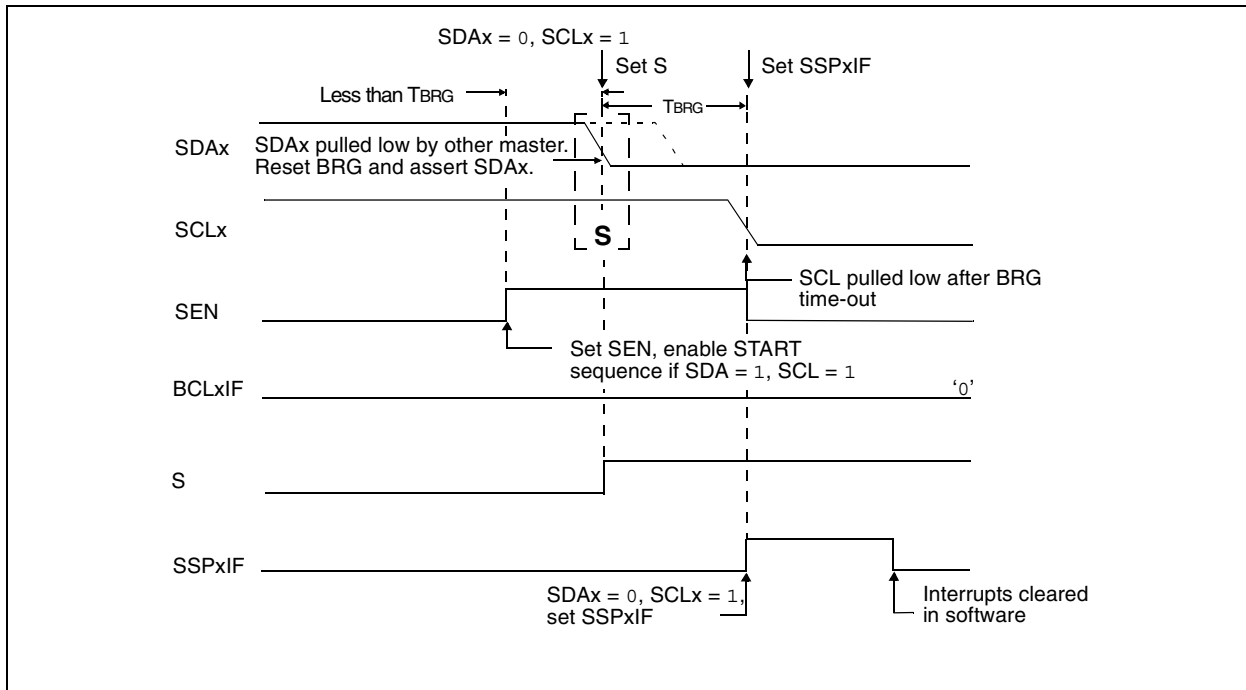 SDAx = 0, SCLx = 1
Set S
Set SSPxIF
Less than TBRG
TBRG
SDAx
SDAx pulled low by other master.
Reset BRG and assert SDAx.
SCLx
S
SCL pulled low after BRG
time-out
SEN
Set SEN, enable START
sequence if SDA = 1, SCL = 1
BCLxIF
‘0’
S
SSPxIF
SDAx = 0, SCLx = 1,
set SSPxIF
Interrupts cleared
in software